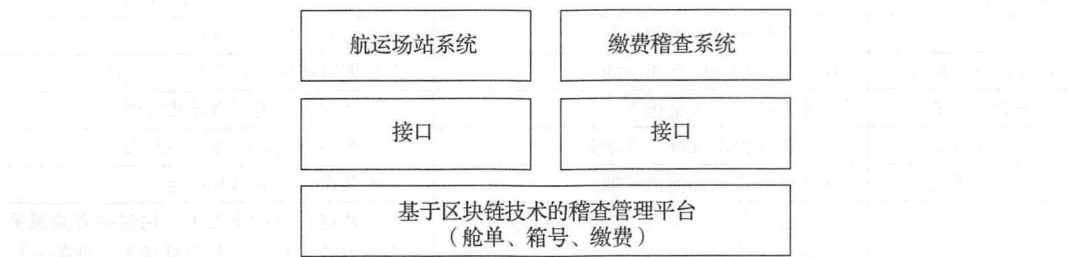 航运场站系统
缴费稽查系统
接口
接口
基于区块链技术的稽查管理平台
（舱单、箱号、缴费）